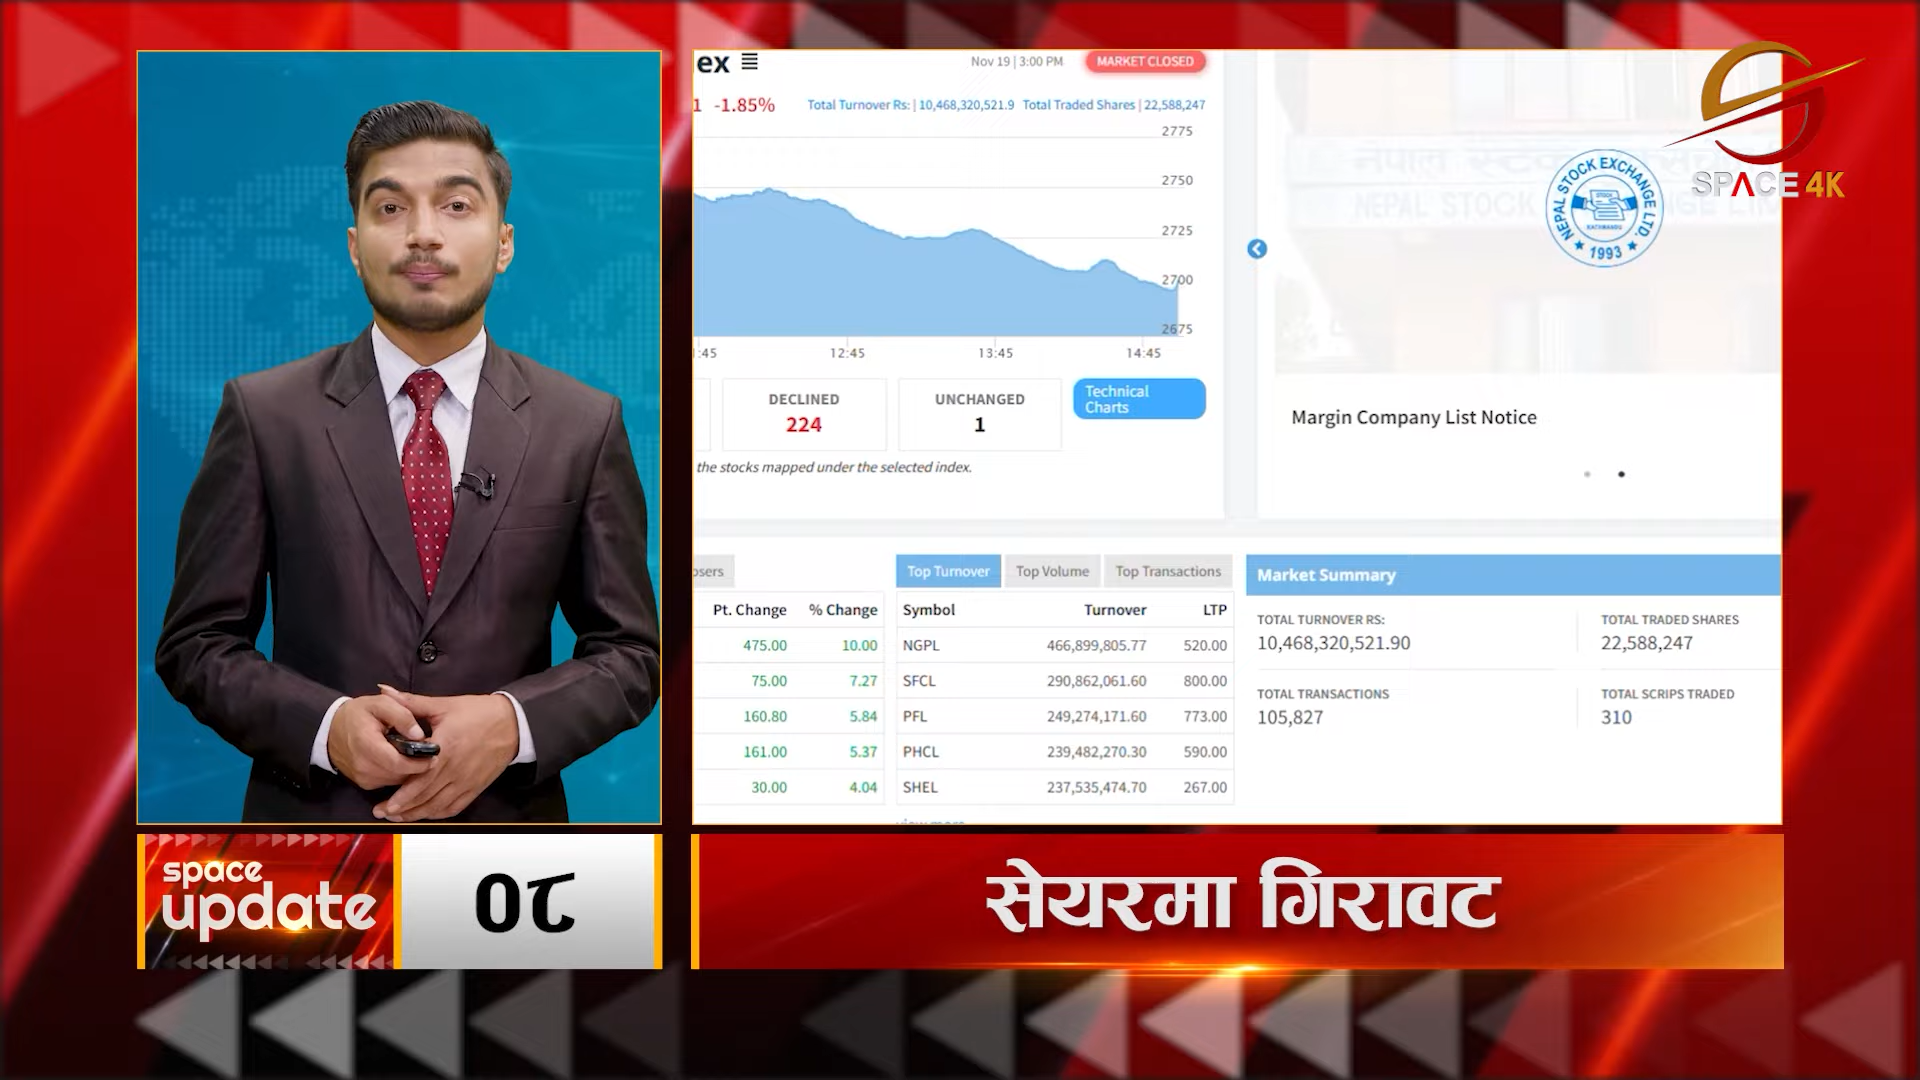 ex
Nov 19 | 3:00 PM
MARKET CLOSED
1 -1.85%
Total Turnover Rs: | 10,468,320,521.9 Total Traded Shares | 22,588,247
2775
2750
2725
2700
2675
:45
12:45
13:45
14:45
DECLINED
224
UNCHANGED
1
Technical
Charts
the stocks mapped under the selected index.
नेपाल
NEPAL STOCK
NEPAL STOCK EXCHANGE LTD.
KATHMANDU
1993
SPACE 4K
Margin Company List Notice
osers
Pt. Change % Change
475.00 10.00
75.00 7.27
160.80 5.84
161.00 5.37
30.00 4.04
Top Turnover Top Volume Top Transactions
Symbol Turnover LTP
NGPL 466,899,805.77 520.00
SFCL 290,862,061.60 800.00
PFL 249,274,171.60 773.00
PHCL 239,482,270.30 590.00
SHEL 237,535,474.70 267.00
Market Summary
TOTAL TURNOVER RS:
10,468,320,521.90
TOTAL TRADED SHARES
22,588,247
TOTAL TRANSACTIONS
105,827
TOTAL SCRIPS TRADED
310
space
update
०८
सेयरमा गिरावट